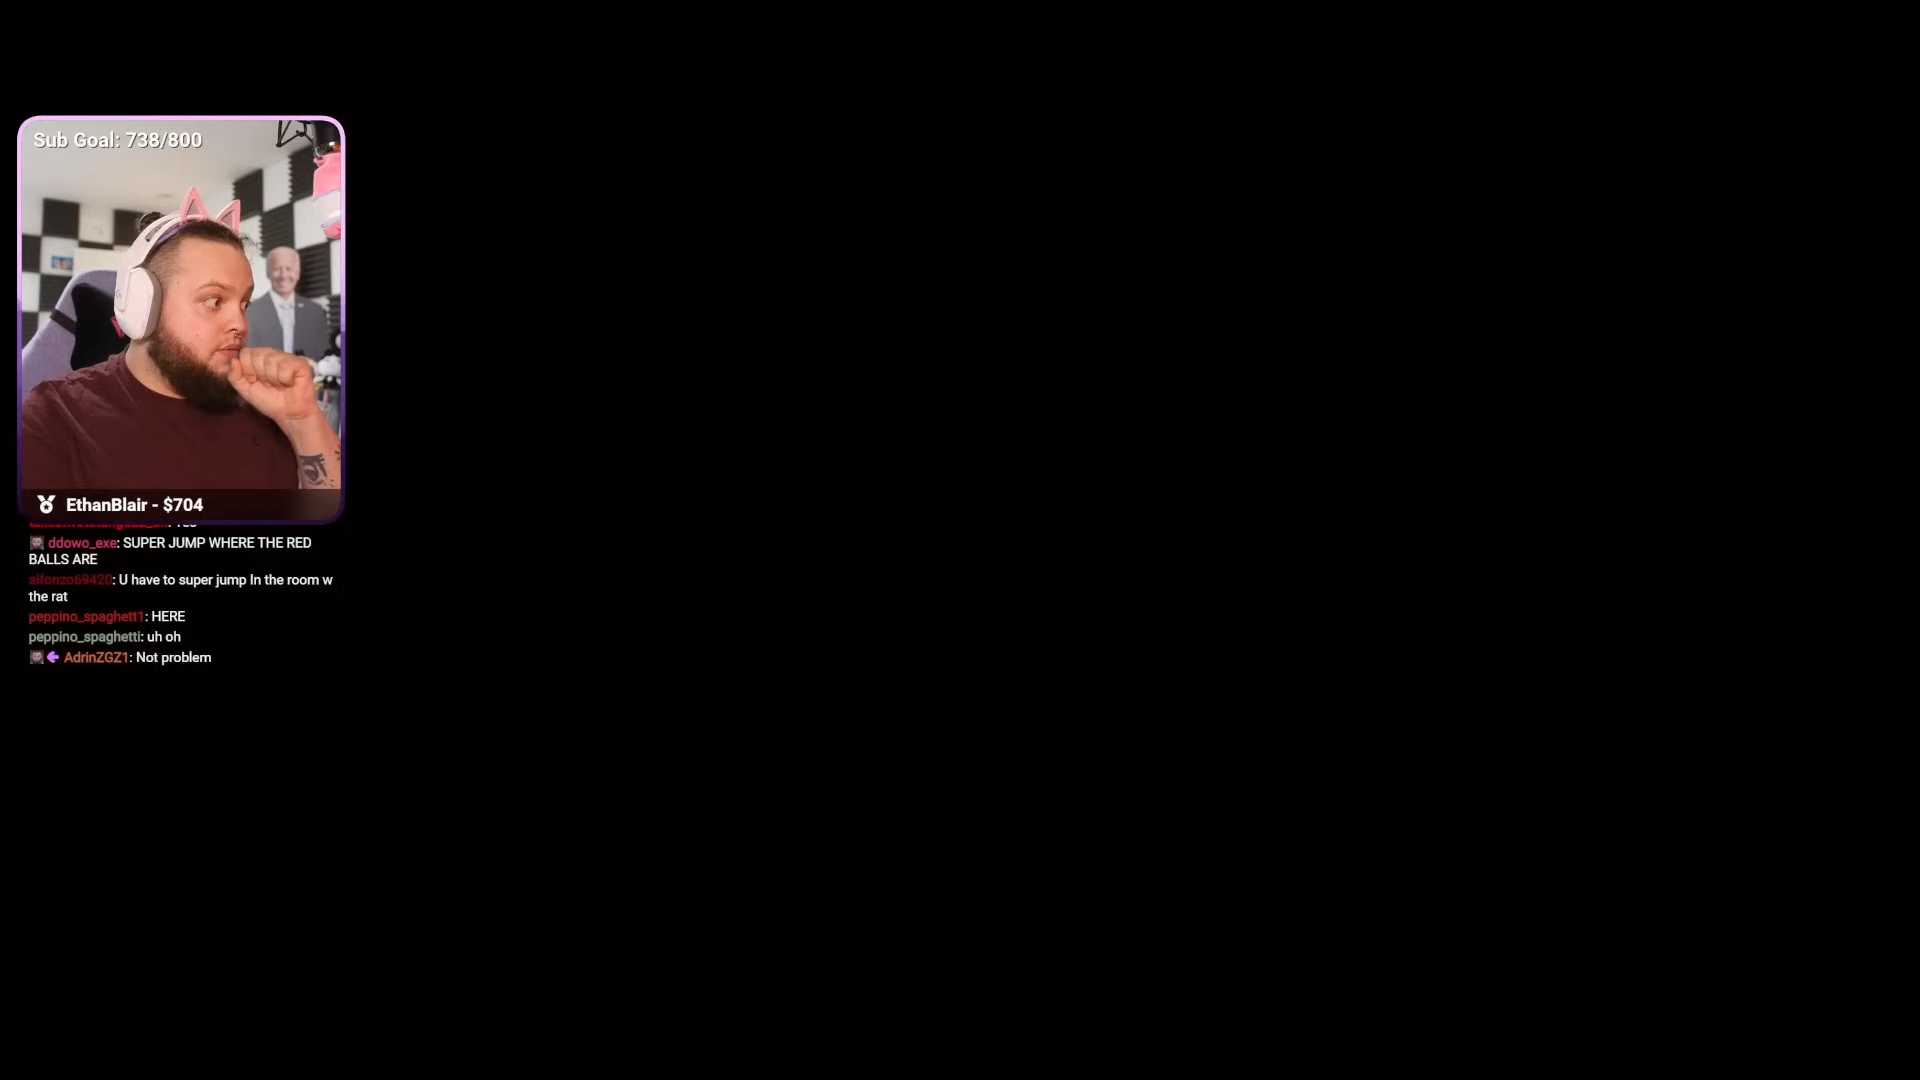 Sub Goal: 738/800
EthanBlair - $704
ddowo_exe: SUPER JUMP WHERE THE RED
BALLS ARE
alfonzo69420: U have to super jump In the room w
the rat
peppino_spaghett1: HERE
peppino_spaghetti: uh oh
AdrinZGZ1: Not problem